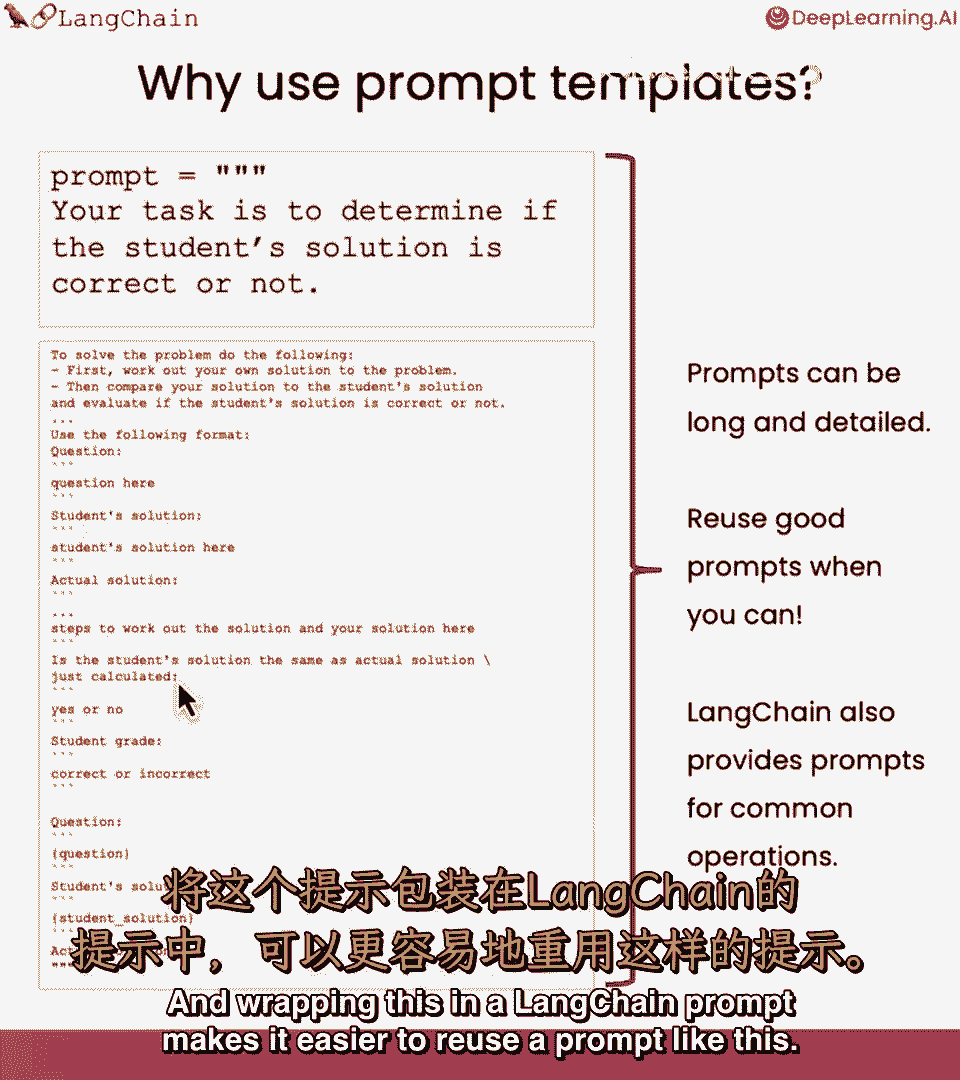 LangChain
DeepLearning.AI
Why use prompt templates?
prompt = """
Your task is to determine if
the student’s solution is
correct or not.
To solve the problem do the following:
- First, work out your own solution to the problem.
- Then compare your solution to the student's solution
and evaluate if the student's solution is correct or not.
...
Use the following format:
Question:
```
question here
```
Student's solution:
```
student's solution here
```
Actual solution:
```
...
steps to work out the solution and your solution here
```
Is the student's solution the same as actual solution \
just calculated:
```
yes or no
```
Student grade:
```
correct or incorrect
```
Question:
```
{question}
```
Student's
```
{student_solution}
```
"""
Prompts can be
long and detailed.
Reuse good
prompts when
you can!
LangChain also
provides prompts
for common
operations.
将这个提示包装在LangChain的
提示中，可以更容易地重用这样的提示。
And wrapping this in a LangChain prompt
makes it easier to reuse a prompt like this.